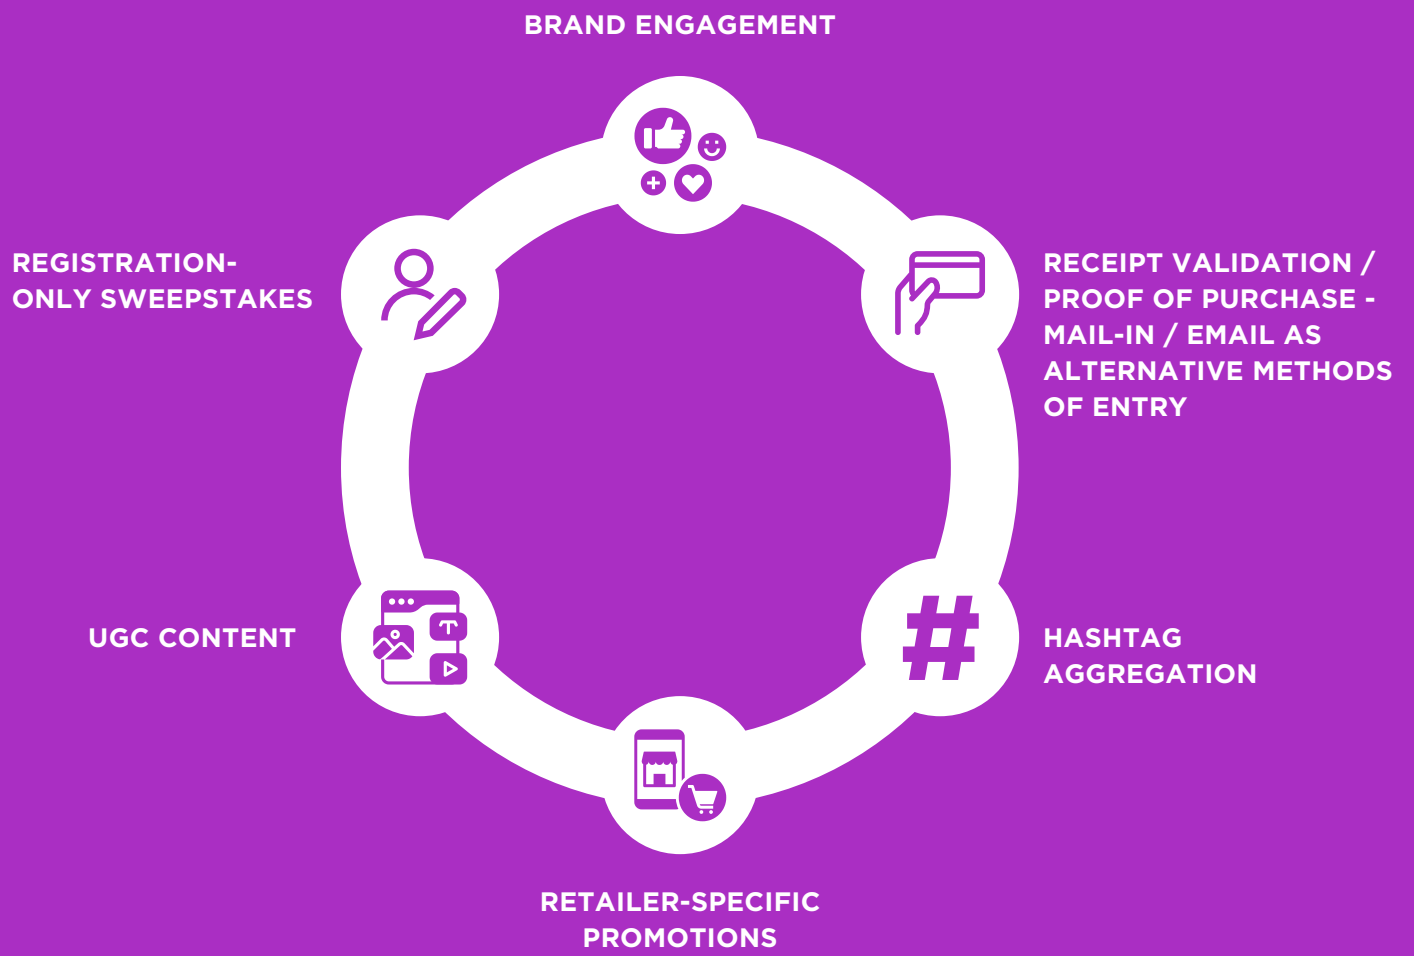 BRAND ENGAGEMENT
REGISTRATION-
ONLY SWEEPSTAKES
RECEIPT VALIDATION /
PROOF OF PURCHASE -
MAIL-IN / EMAIL AS
ALTERNATIVE METHODS
OF ENTRY
UGC CONTENT
HASHTAG
AGGREGATION
RETAILER-SPECIFIC
PROMOTIONS